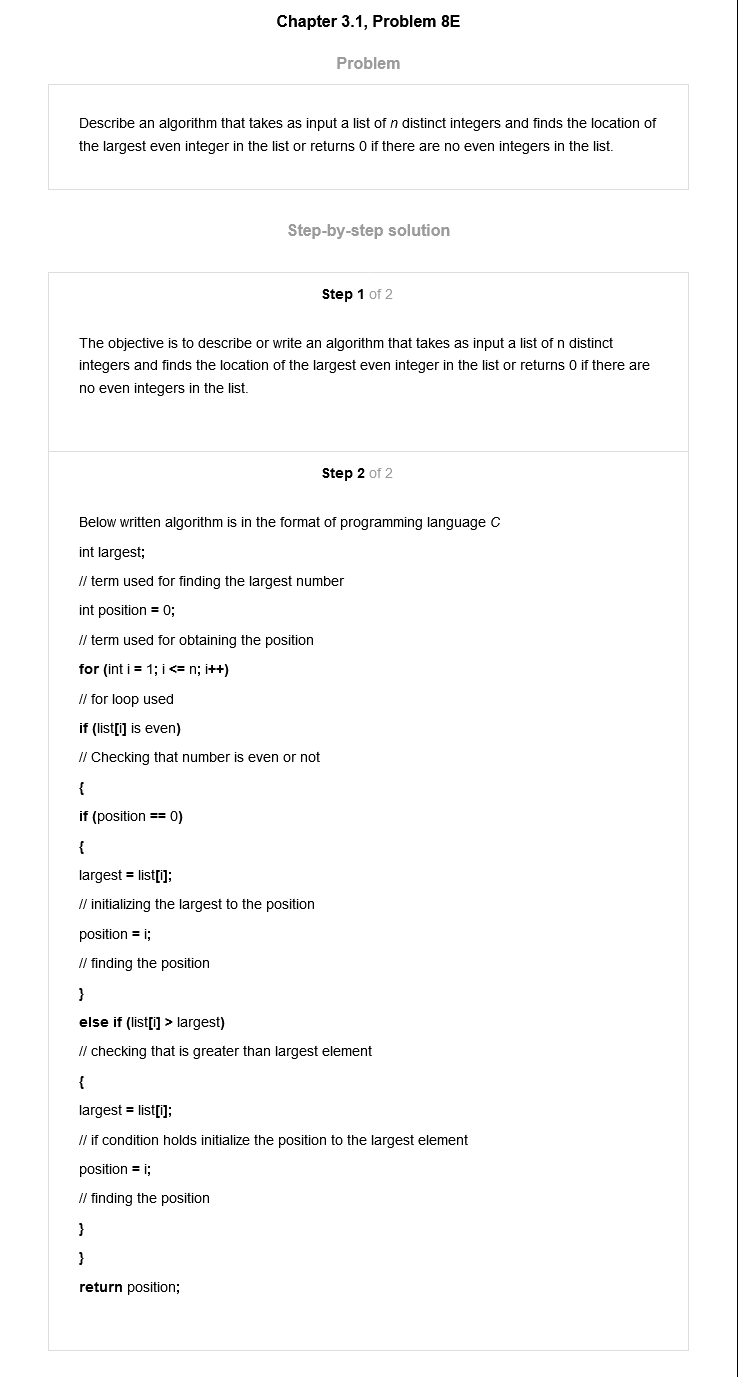 Chapter 3.1, Problem 8E
Problem
Describe an algorithm that takes as input a list of n distinct integers and finds the location of
the largest even integer in the list or returns 0 if there are no even integers in the list.
Step-by-step solution
Step 1 of 2
The objective is to describe or write an algorithm that takes as input a list of n distinct
integers and finds the location of the largest even integer in the list or returns 0 if there are
no even integers in the list.
Step 2 of 2
Below written algorithm is in the format of programming language C
int largest;
// term used for finding the largest number
int position = 0;
// term used for obtaining the position
for (int i = 1; i <= n; i++)
// for loop used
if (list[i] is even)
// Checking that number is even or not
{
if (position == 0)
{
largest = list[i];
// initializing the largest to the position
position = i;
// finding the position
}
else if (list[i] > largest)
// checking that is greater than largest element
{
largest = list[i];
// if condition holds initialize the position to the largest element
position = i;
// finding the position
}
}
return position;